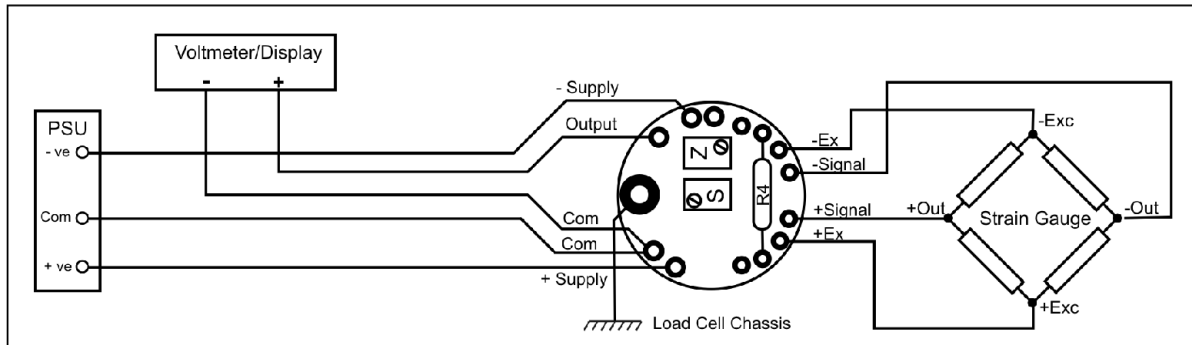 Voltmeter/Display
- +
PSU
- ve
Com
+ ve
- Supply
Output
Com
Com
+ Supply
Z
S
R4
-Ex
-Signal
+Signal
+Ex
-Exc
+Out
Strain Gauge
-Out
+Exc
Load Cell Chassis